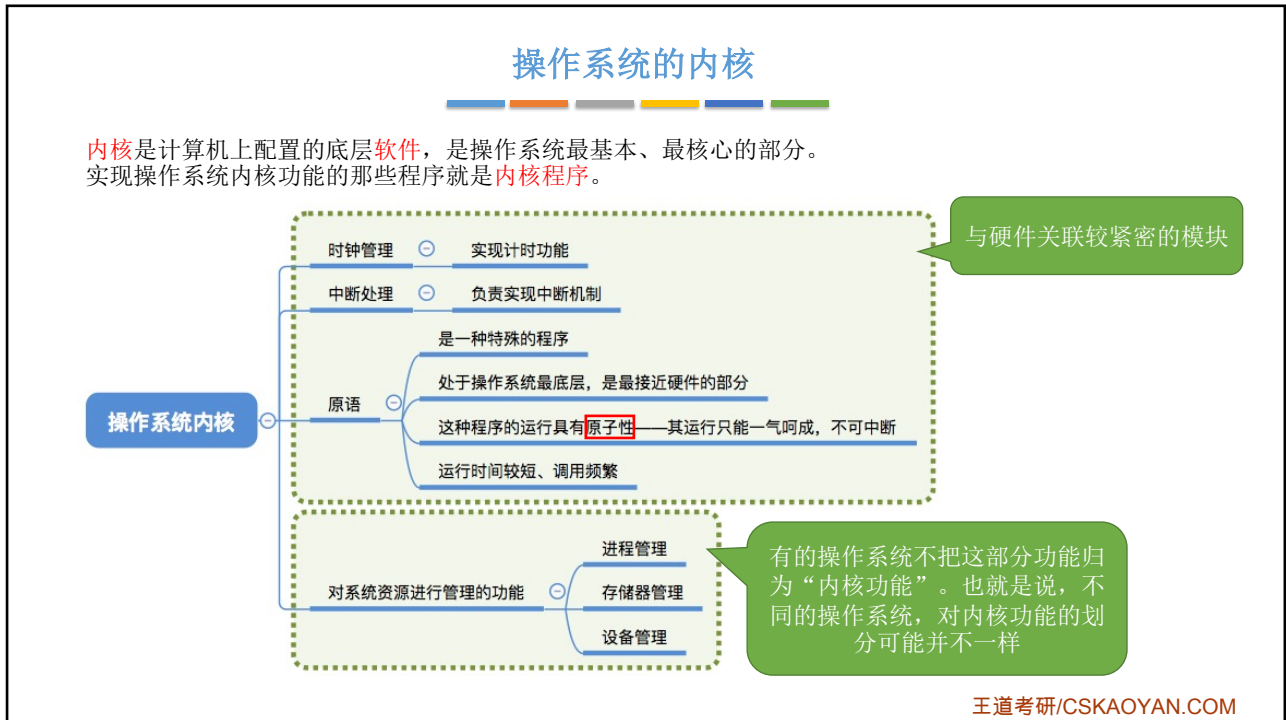 操作系统的内核
内核是计算机上配置的底层软件，是操作系统最基本、最核心的部分。
实现操作系统内核功能的那些程序就是内核程序。
与硬件关联较紧密的模块
时钟管理 实现计时功能
中断处理 负责实现中断机制
是一种特殊的程序
处于操作系统最底层，是最接近硬件的部分
原语
这种程序的运行具有原子性——其运行只能一气呵成，不可中断
运行时间较短、调用频繁
操作系统内核
对系统资源进行管理的功能
进程管理
存储器管理
设备管理
有的操作系统不把这部分功能归
为“内核功能”。也就是说，不
同的操作系统，对内核功能的划
分可能并不一样
王道考研/CSKAOYAN.COM